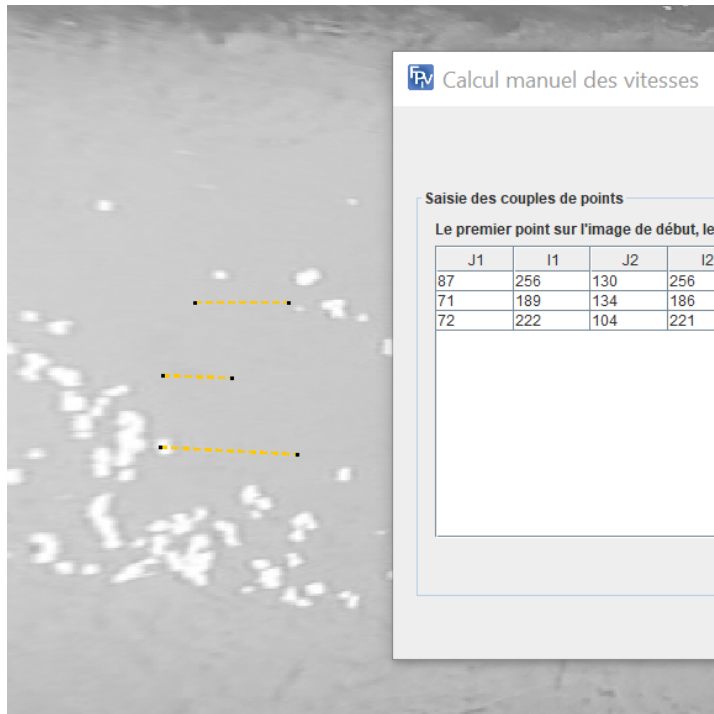 FPIV Calcul manuel des vitesses
Saisie des couples de points
Le premier point sur l'image de début, le
J1 I1 J2 I2
87 256 130 256
71 189 134 186
72 222 104 221